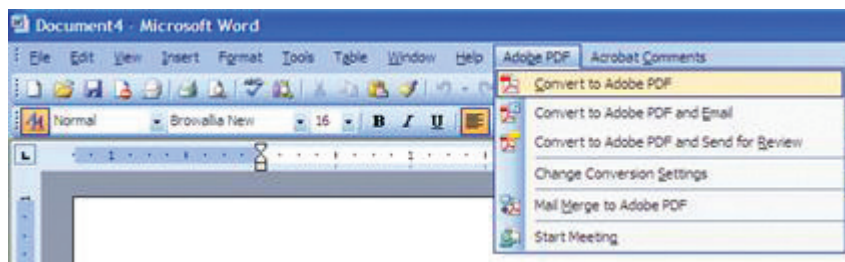 Document4 - Microsoft Word
File Edit View Insert Format Tools Table Window Help Adobe PDF Acrobat Comments
Normal Browallia New 16 B I U
Convert to Adobe PDF
Convert to Adobe PDF and Email
Convert to Adobe PDF and Send for Review
Change Conversion Settings
Mail Merge to Adobe PDF
Start Meeting